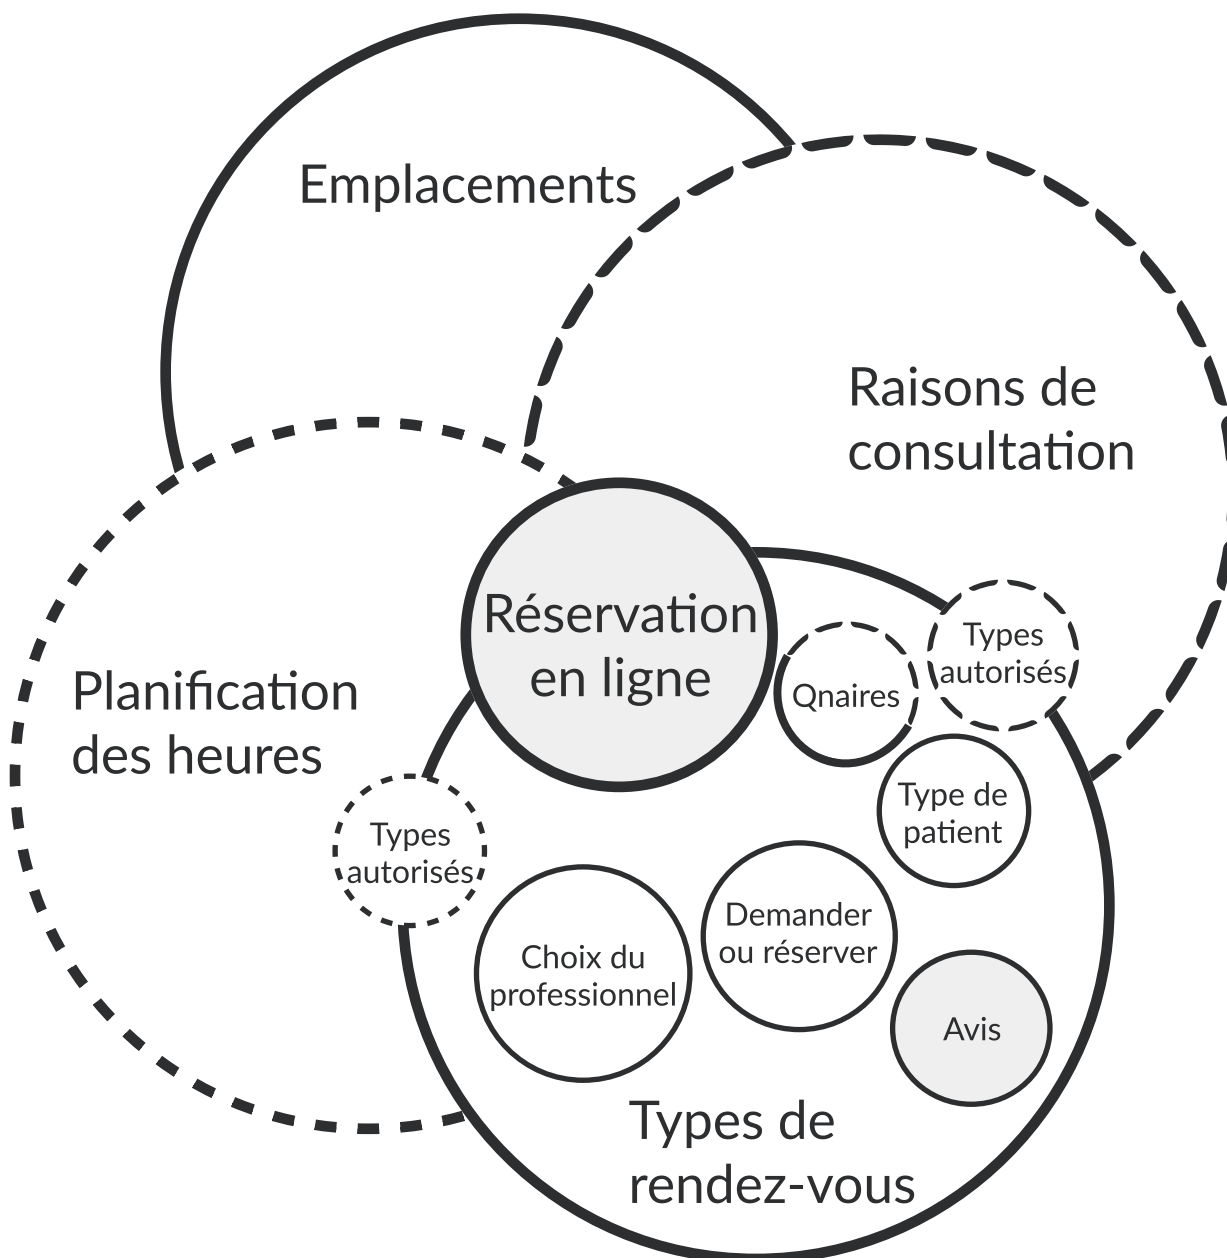 Emplacements
Raisons de
consultation
Réservation
en ligne
Planification
des heures
Types
autorisés
Qnaires
Type de
patient
Types
autorisés
Demander
ou réserver
Choix du
professionnel
Avis
Types de
rendez-vous